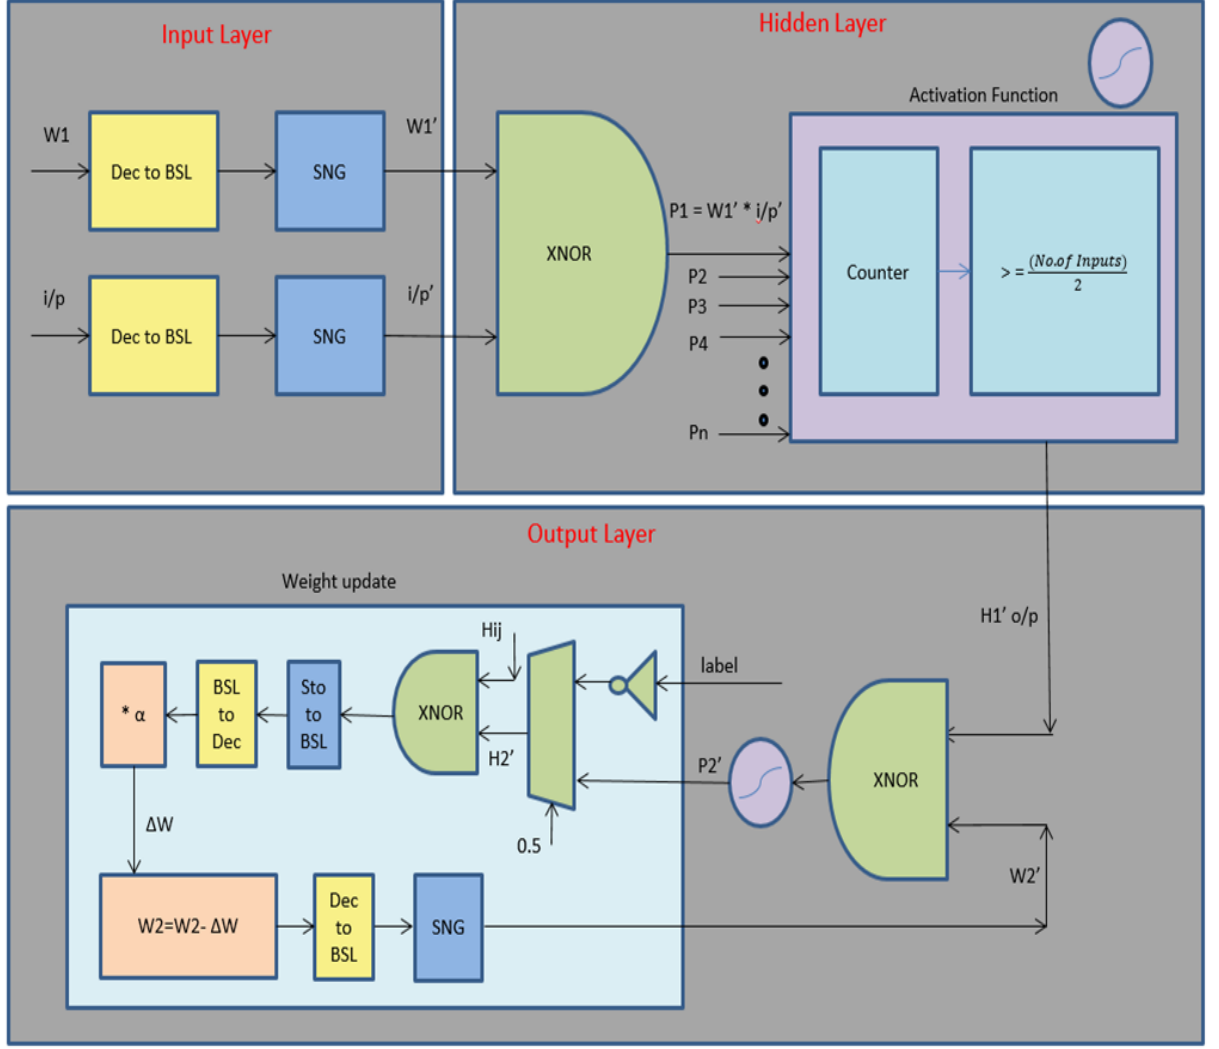 Input Layer
W1
Dec to BSL
SNG
W1′
i/p
Dec to BSL
SNG
i/p′
Hidden Layer
Activation Function
XNOR
P1 = W1′ * i/p′
P2
P3
P4
Pn
Counter
> = (No.of Inputs)
2
H1′ o/p
Output Layer
Weight update
Hij
label
* α
BSL
to
Dec
Sto
to
BSL
XNOR
H2′
P2′
XNOR
0.5
ΔW
W2′
W2=W2- ΔW
Dec
to
BSL
SNG